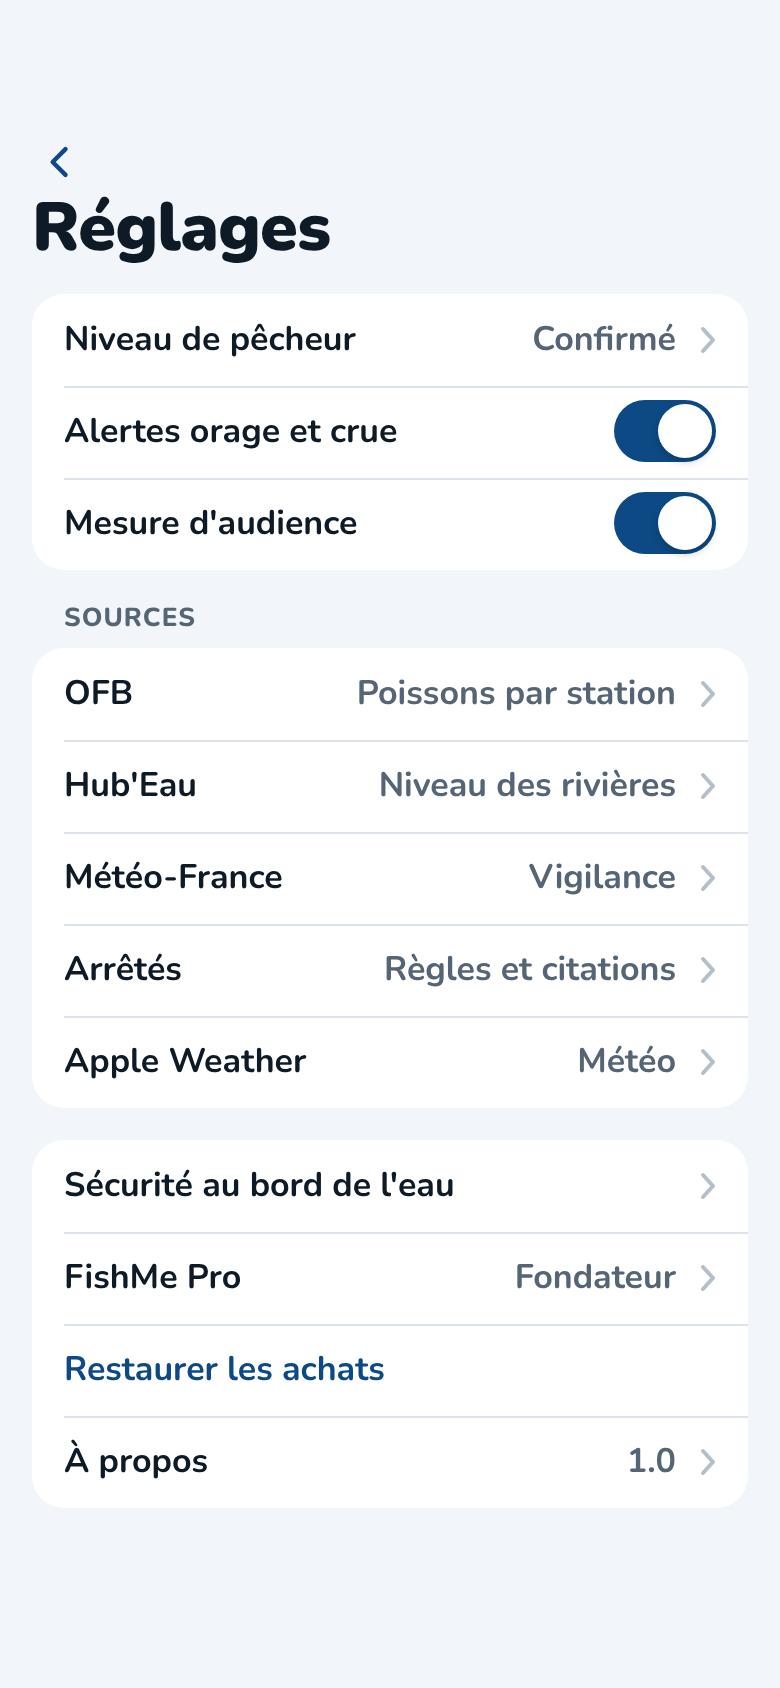 Réglages
Niveau de pêcheur Confirmé
Alertes orage et crue
Mesure d'audience
SOURCES
OFB Poissons par station
Hub'Eau Niveau des rivières
Météo-France Vigilance
Arrêtés Règles et citations
Apple Weather Météo
Sécurité au bord de l'eau
FishMe Pro Fondateur
Restaurer les achats
À propos 1.0